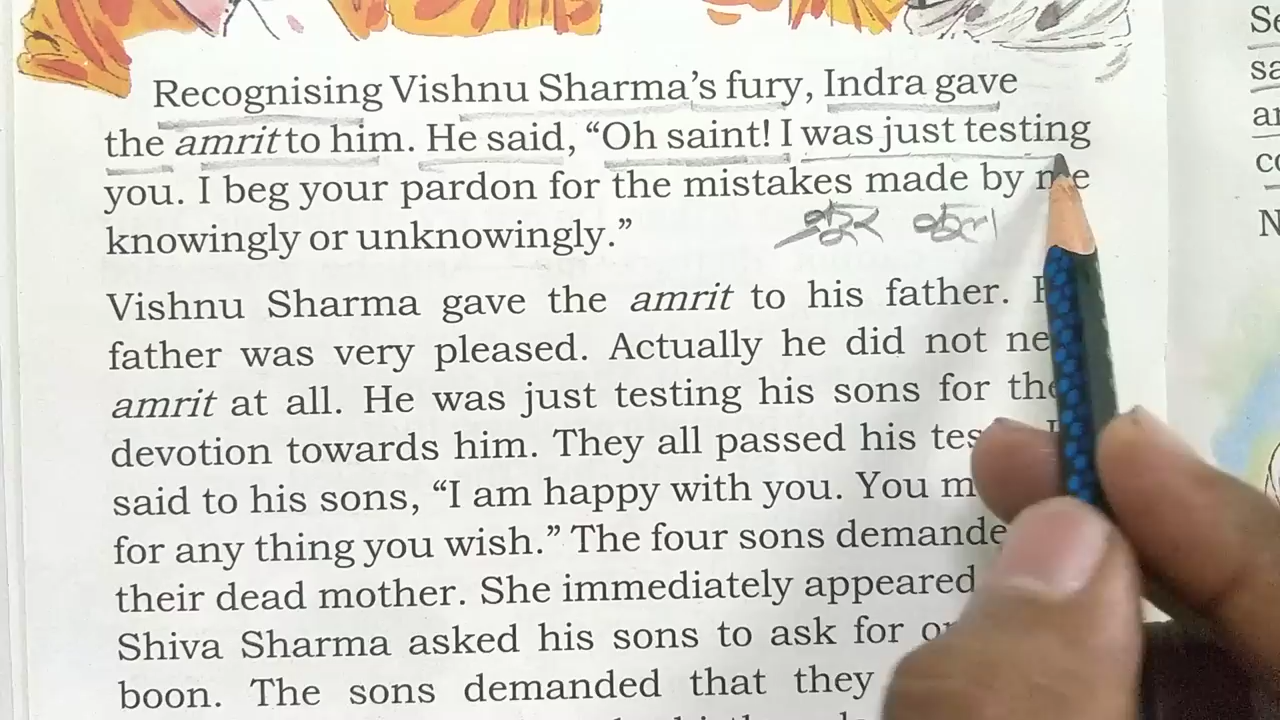 Recognising Vishnu Sharma's fury, Indra gave
the amrit to him. He said, "Oh saint! I was just testing
you. I beg your pardon for the mistakes made by me
knowingly or unknowingly."
Vishnu Sharma gave the amrit to his father.
father was very pleased. Actually he did not
amrit at all. He was just testing his sons for
devotion towards him. They all passed his
said to his sons, "I am happy with you. You
for any thing you wish." The four sons
their dead mother. She immediately appeared
Shiva Sharma asked his sons to ask for
boon. The sons demanded that they